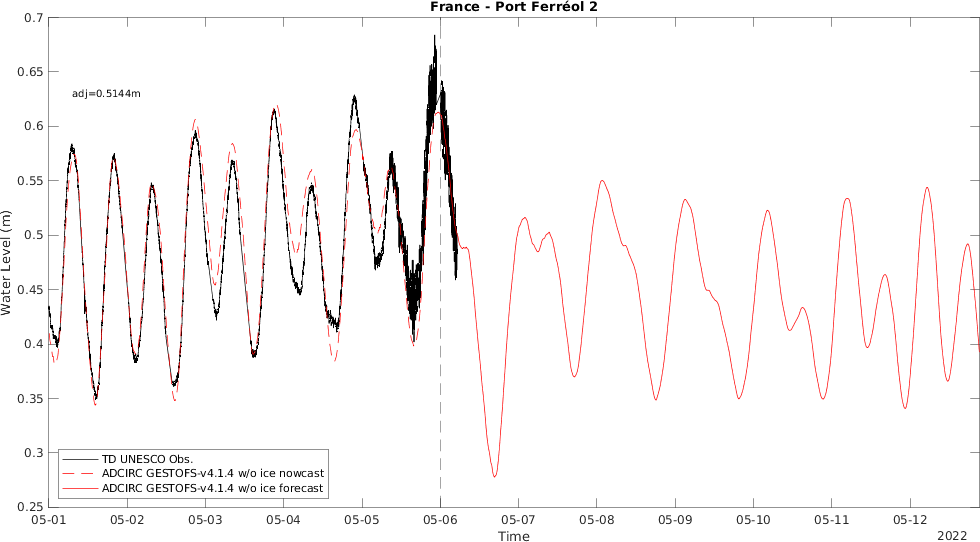 France - Port Ferréol 2
0.7
0.65
0.6
0.55
0.5
0.45
0.4
0.35
0.3
0.25
Water Level (m)
adj=0.5144m
TD UNESCO Obs.
ADCIRC GESTOFS-v4.1.4 w/o ice nowcast
ADCIRC GESTOFS-v4.1.4 w/o ice forecast
05-01 05-02 05-03 05-04 05-05 05-06 05-07 05-08 05-09 05-10 05-11 05-12
Time
2022